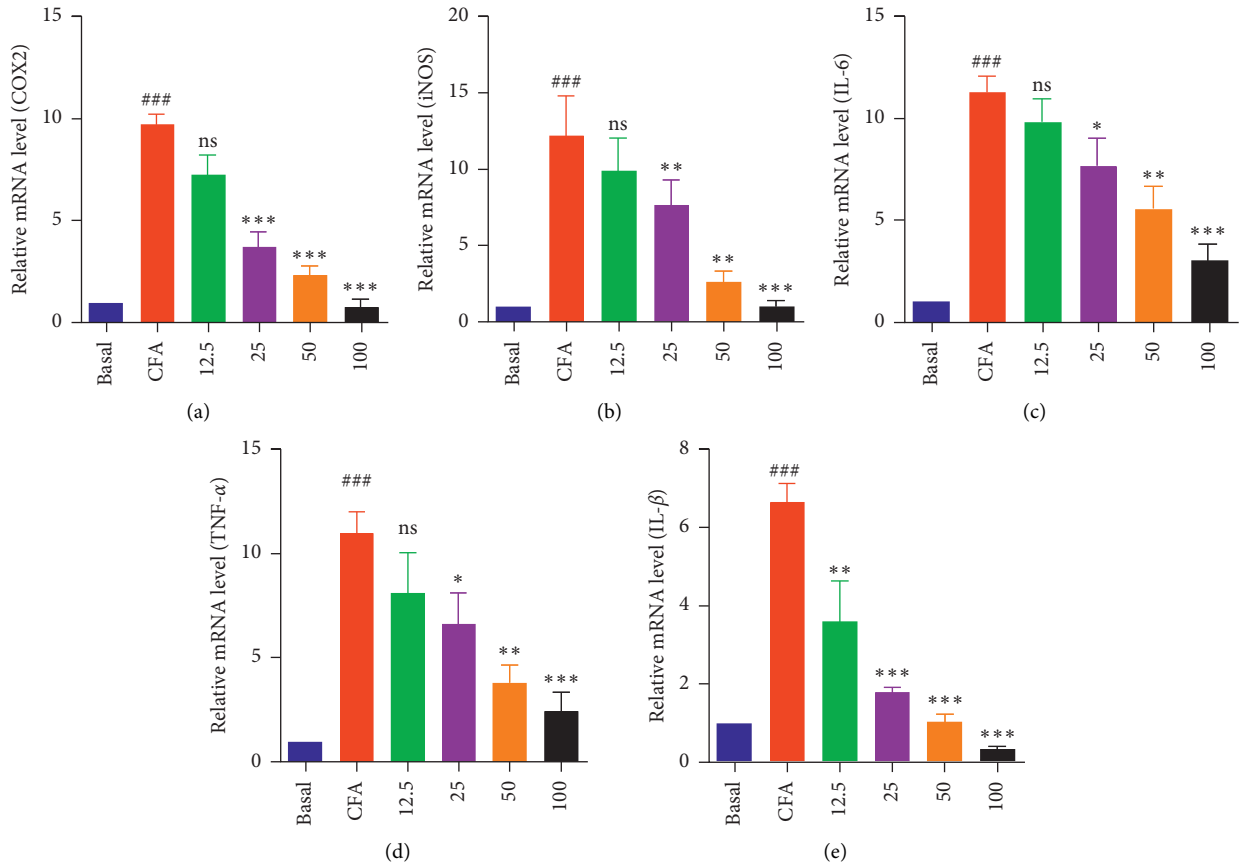 Relative mRNA level (COX2)
15
10
5
0
###
ns
***
***
***
Basal
CFA
12.5
25
50
100
(a)
Relative mRNA level (iNOS)
20
15
10
5
0
###
ns
**
**
***
Basal
CFA
12.5
25
50
100
(b)
Relative mRNA level (IL-6)
15
10
5
0
###
ns
*
**
***
Basal
CFA
12.5
25
50
100
(c)
Relative mRNA level (TNF-α)
15
10
5
0
###
ns
*
**
***
Basal
CFA
12.5
25
50
100
(d)
Relative mRNA level (IL-β)
8
6
4
2
0
###
**
***
***
***
Basal
CFA
12.5
25
50
100
(e)